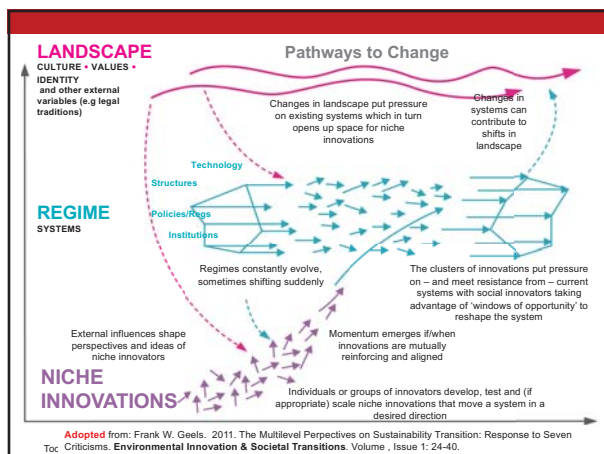 LANDSCAPE
CULTURE • VALUES •
IDENTITY
and other external
variables (e.g legal
traditions)
Pathways to Change
Changes in landscape put pressure
on existing systems which in turn
opens up space for niche
innovations
Changes in
systems can
contribute to
shifts in
landscape
Technology
Structures
REGIME
SYSTEMS
Policies/Regs
Institutions
Regimes constantly evolve,
sometimes shifting suddenly
The clusters of innovations put pressure
on – and meet resistance from – current
systems with social innovators taking
advantage of ‘windows of opportunity’ to
reshape the system
External influences shape
perspectives and ideas of
niche innovators
Momentum emerges if/when
innovations are mutually
reinforcing and aligned
NICHE
INNOVATIONS
Individuals or groups of innovators develop, test and (if
appropriate) scale niche innovations that move a system in a
desired direction
Adopted from: Frank W. Geels. 2011. The Multilevel Perpectives on Sustainability Transition: Response to Seven
Criticisms. Environmental Innovation & Societal Transitions. Volume , Issue 1: 24-40.